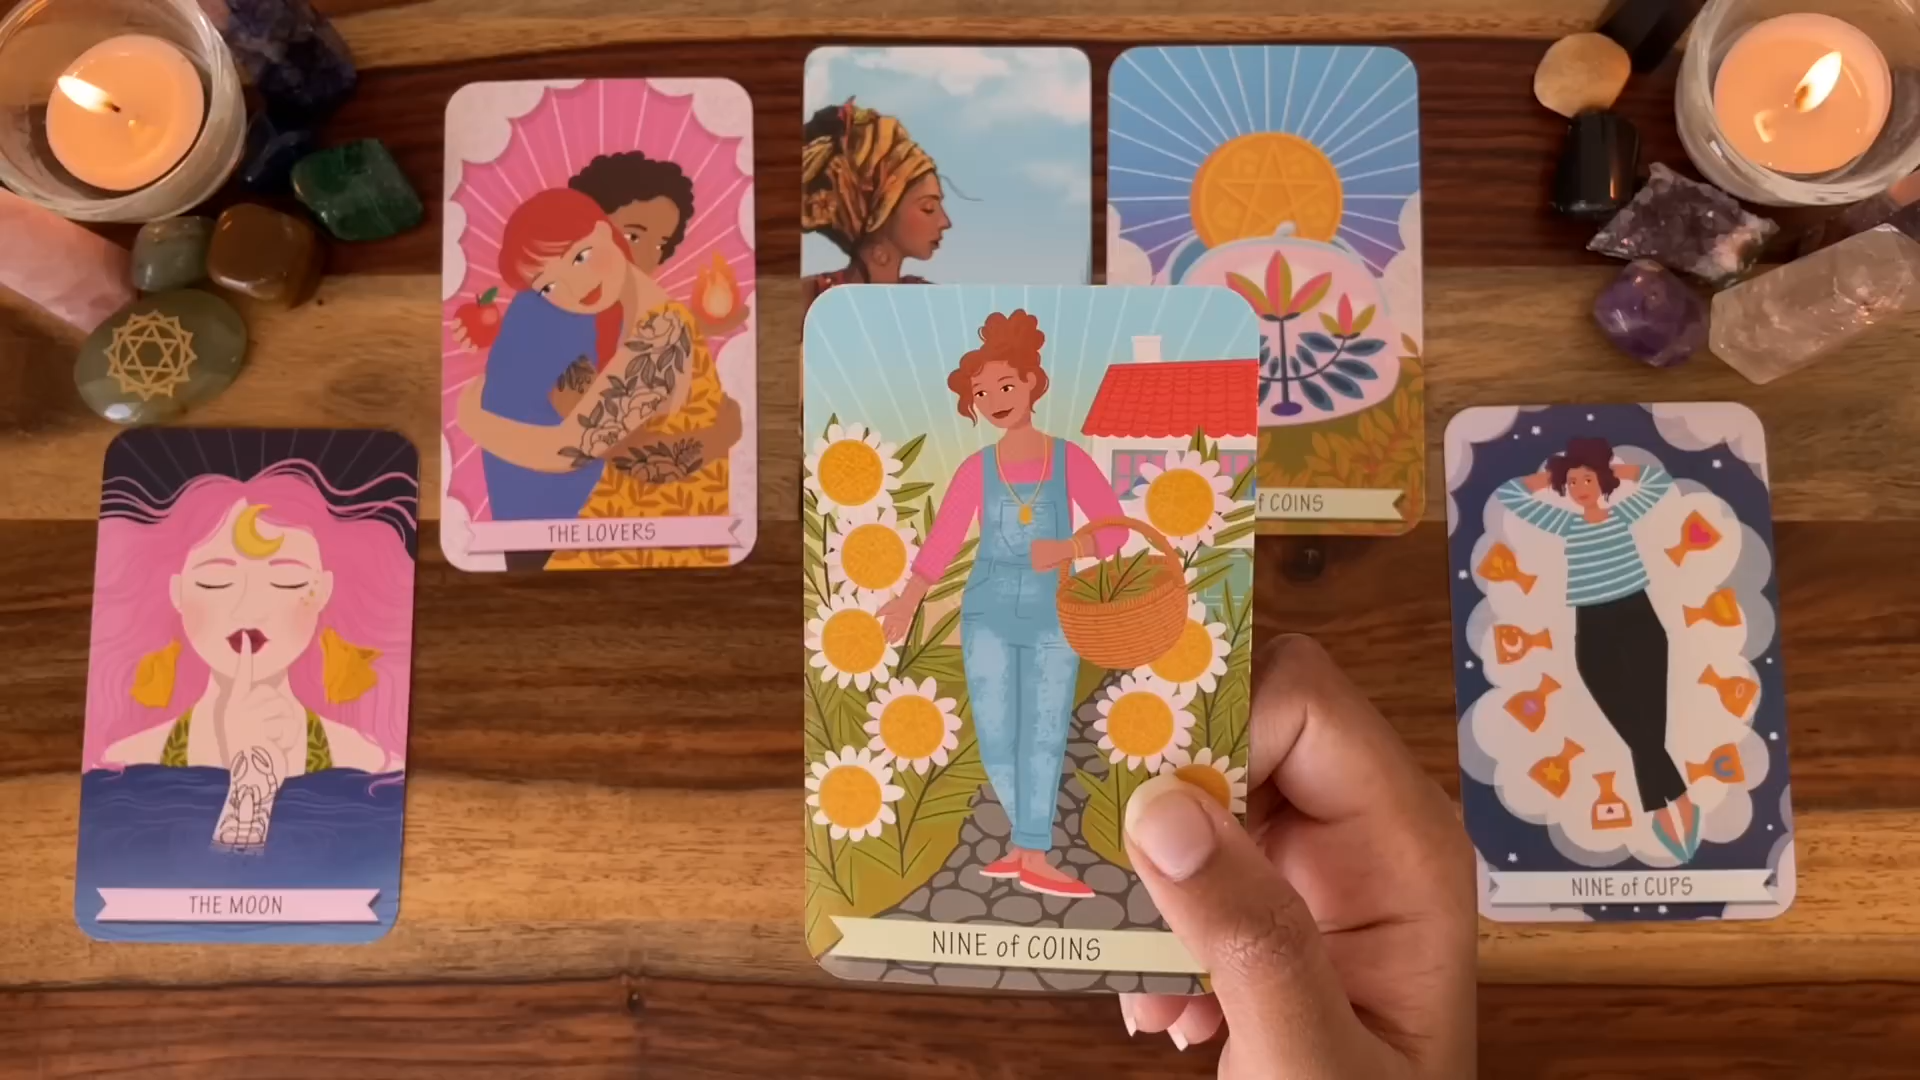 THE LOVERS
f COINS
THE MOON
NINE of CUPS
NINE of COINS